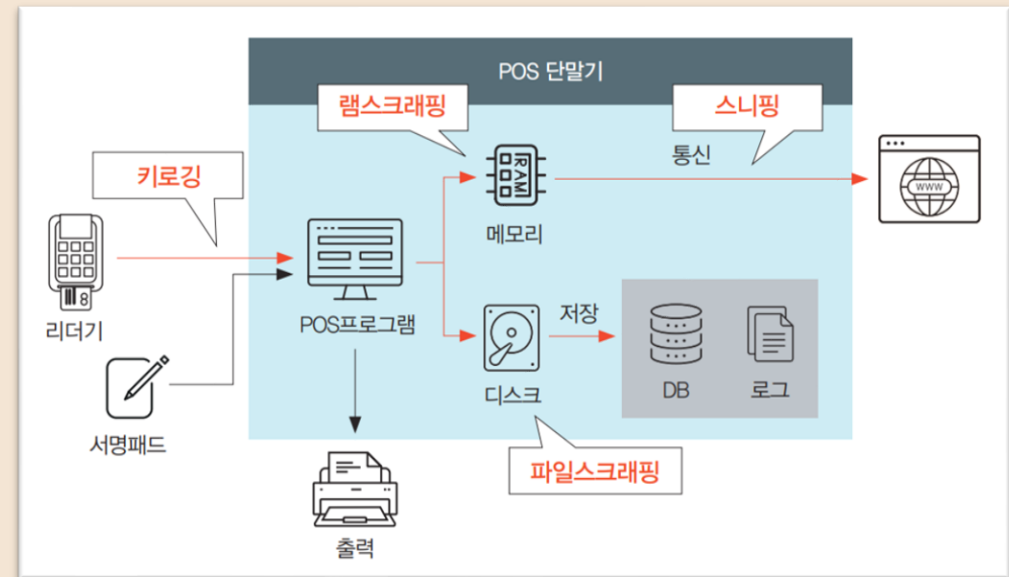 POS 단말기
램스크래핑
스니핑
통신
키로깅
RAM
WWW
메모리
리더기
POS프로그램
저장
디스크
DB
로그
서명패드
파일스크래핑
출력
8